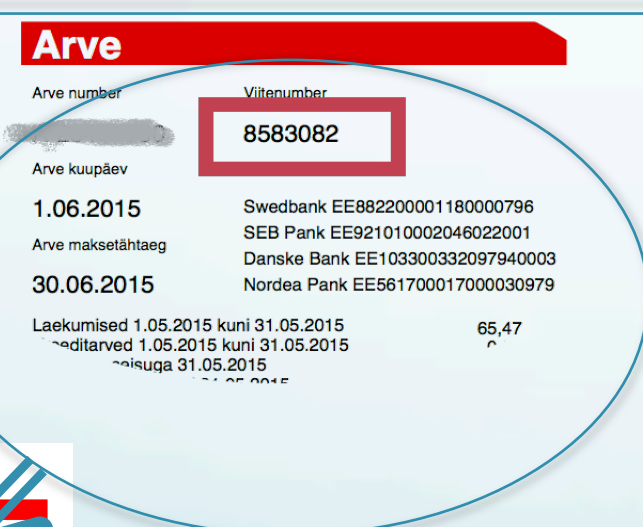 Arve
Arve number
Viitenumber
8583082
Arve kuupäev
1.06.2015
Arve maksetähtaeg
30.06.2015
Swedbank EE882200001180000796
SEB Pank EE921010002046022001
Danske Bank EE103300332097940003
Nordea Pank EE561700017000030979
Laekumised 1.05.2015 kuni 31.05.2015 65,47
1.05.2015 kuni 31.05.2015
31.05.2015